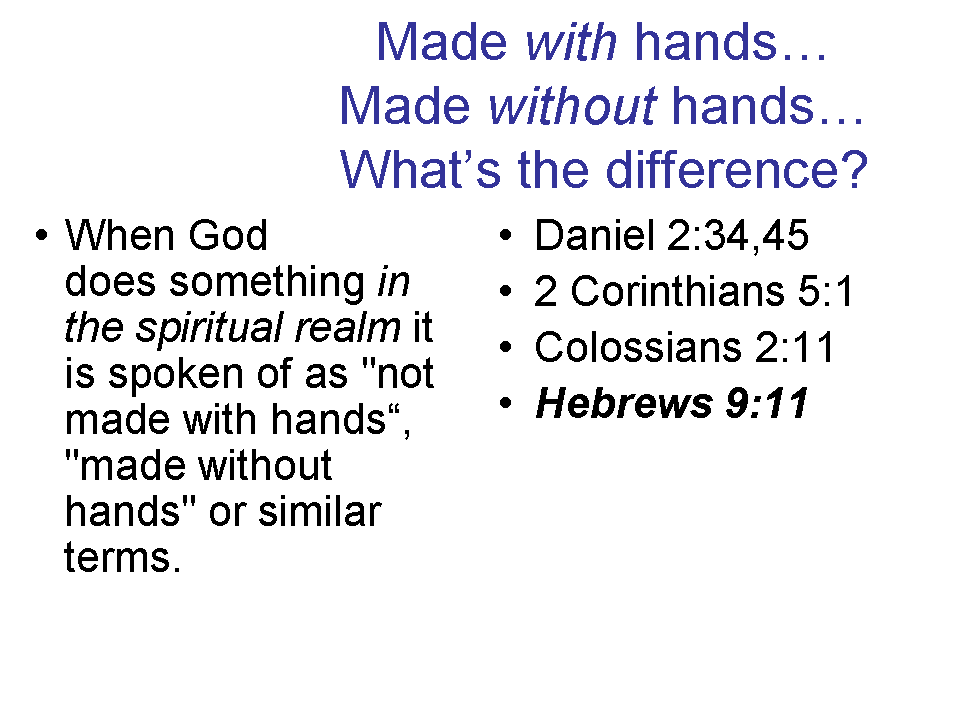 Made with hands…
Made without hands…
What’s the difference?
• When God
does something in
the spiritual realm it
is spoken of as "not
made with hands“,
"made without
hands" or similar
terms.
• Daniel 2:34,45
• 2 Corinthians 5:1
• Colossians 2:11
• Hebrews 9:11